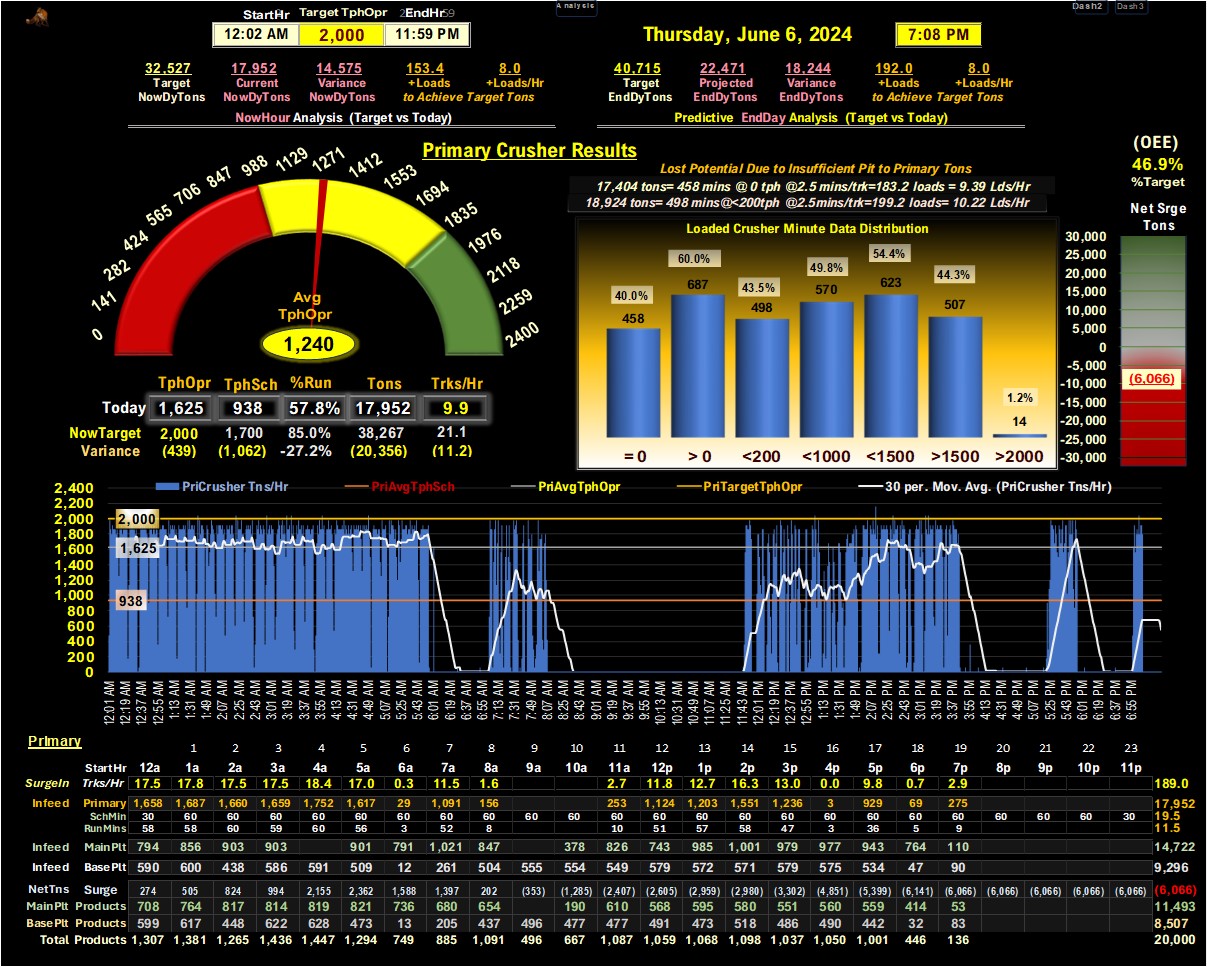 StartHr Target TphOpr EndHr
Analysis
Dash2 Dash3
12:02 AM 2,000 11:59 PM
Thursday, June 6, 2024 7:08 PM
32,527 17,952 14,575 153.4 8.0
Target Current Variance +Loads +Loads/Hr
NowDyTons NowDyTons NowDyTons to Achieve Target Tons
NowHour Analysis (Target vs Today)
40,715 22,471 18,244 192.0 8.0
Target Projected Variance +Loads +Loads/Hr
EndDyTons EndDyTons EndDyTons to Achieve Target Tons
Predictive EndDay Analysis (Target vs Today)
Primary Crusher Results
0 141 282 424 565 706 847 988 1129 1271 1412 1553 1694 1835 1976 2118 2259 2400
Avg
TphOpr
1,240
TphOpr TphSch %Run Tons Trks/Hr
Today 1,625 938 57.8% 17,952 9.9
NowTarget 2,000 1,700 85.0% 38,267 21.1
Variance (439) (1,062) -27.2% (20,356) (11.2)
Lost Potential Due to Insufficient Pit to Primary Tons
17,404 tons= 458 mins @ 0 tph @2.5 mins/trk=183.2 loads = 9.39 Lds/Hr
18,924 tons= 498 mins@<200tph @2.5mins/trk=199.2 loads= 10.22 Lds/Hr
Loaded Crusher Minute Data Distribution
40.0% 60.0% 43.5% 49.8% 54.4% 44.3% 1.2%
458 687 498 570 623 507 14
= 0 > 0 <200 <1000 <1500 >1500 >2000
(OEE)
46.9%
%Target
Net Srge
Tons
30,000
25,000
20,000
15,000
10,000
5,000
0
-5,000
-10,000
-15,000
-20,000
-25,000
-30,000
(6,066)
PriCrusher Tns/Hr PriAvgTphSch PriAvgTphOpr PriTargetTphOpr 30 per. Mov. Avg. (PriCrusher Tns/Hr)
2,400
2,200
2,000
1,800
1,600
1,400
1,200
1,000
800
600
400
200
0
2,000
1,625
938
12:01 AM 12:19 AM 12:37 AM 12:55 AM 1:13 AM 1:31 AM 1:49 AM 2:07 AM 2:25 AM 2:43 AM 3:01 AM 3:19 AM 3:37 AM 3:55 AM 4:13 AM 4:31 AM 4:49 AM 5:07 AM 5:25 AM 5:43 AM 6:01 AM 6:19 AM 6:37 AM 6:55 AM 7:13 AM 7:31 AM 7:49 AM 8:07 AM 8:25 AM 8:43 AM 9:01 AM 9:19 AM 9:37 AM 9:55 AM 10:13 AM 10:31 AM 10:49 AM 11:07 AM 11:25 AM 11:43 AM 12:01 PM 12:19 PM 12:37 PM 12:55 PM 1:13 PM 1:31 PM 1:49 PM 2:07 PM 2:25 PM 2:43 PM 3:01 PM 3:19 PM 3:37 PM 3:55 PM 4:13 PM 4:31 PM 4:49 PM 5:07 PM 5:25 PM 5:43 PM 6:01 PM 6:19 PM 6:37 PM 6:55 PM
Primary
1 2 3 4 5 6 7 8 9 10 11 12 13 14 15 16 17 18 19 20 21 22 23
StartHr 12a 1a 2a 3a 4a 5a 6a 7a 8a 9a 10a 11a 12p 1p 2p 3p 4p 5p 6p 7p 8p 9p 10p 11p
SurgeIn Trks/Hr 17.5 17.8 17.5 17.5 18.4 17.0 0.3 11.5 1.6 2.7 11.8 12.7 16.3 13.0 0.0 9.8 0.7 2.9 189.0
Infeed Primary 1,658 1,687 1,660 1,659 1,752 1,617 29 1,091 156 253 1,124 1,203 1,551 1,236 3 929 69 275 17,952
SchMin 30 60 60 60 60 60 60 60 60 60 60 60 60 60 60 60 60 60 60 60 60 60 60 30 19.5
RunMins 58 58 60 59 60 56 3 52 8 10 51 57 58 47 3 36 5 9 11.5
Infeed MainPlt 794 856 903 903 901 791 1,021 847 378 826 743 985 1,001 979 977 943 764 110 14,722
Infeed BasePlt 590 600 438 586 591 509 12 261 504 555 554 549 579 572 571 579 575 534 47 90 9,296
NetTns Surge 274 505 824 994 2,155 2,362 1,588 1,397 202 (353) (1,285) (2,407) (2,605) (2,959) (2,980) (3,302) (4,851) (5,399) (6,141) (6,066) (6,066) (6,066) (6,066) (6,066) (6,066)
MainPlt Products 708 764 817 814 819 821 736 680 654 190 610 568 595 580 551 560 559 414 53 11,493
BasePlt Products 599 617 448 622 628 473 13 205 437 496 477 477 491 473 518 486 490 442 32 83 8,507
Total Products 1,307 1,381 1,265 1,436 1,447 1,294 749 885 1,091 496 667 1,087 1,059 1,068 1,098 1,037 1,050 1,001 446 136 20,000